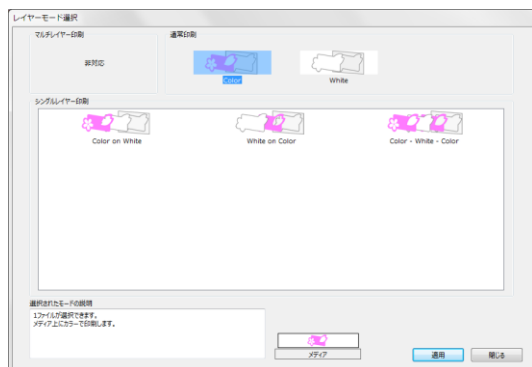 レイヤーモード選択
マルチレイヤー印刷
非対応
通常印刷
Color
White
シングルレイヤー印刷
Color on White
White on Color
Color - White - Color
選択されたモードの説明
1ファイルが選択できます。
メディア上にカラーで印刷します。
メディア
適用
閉じる